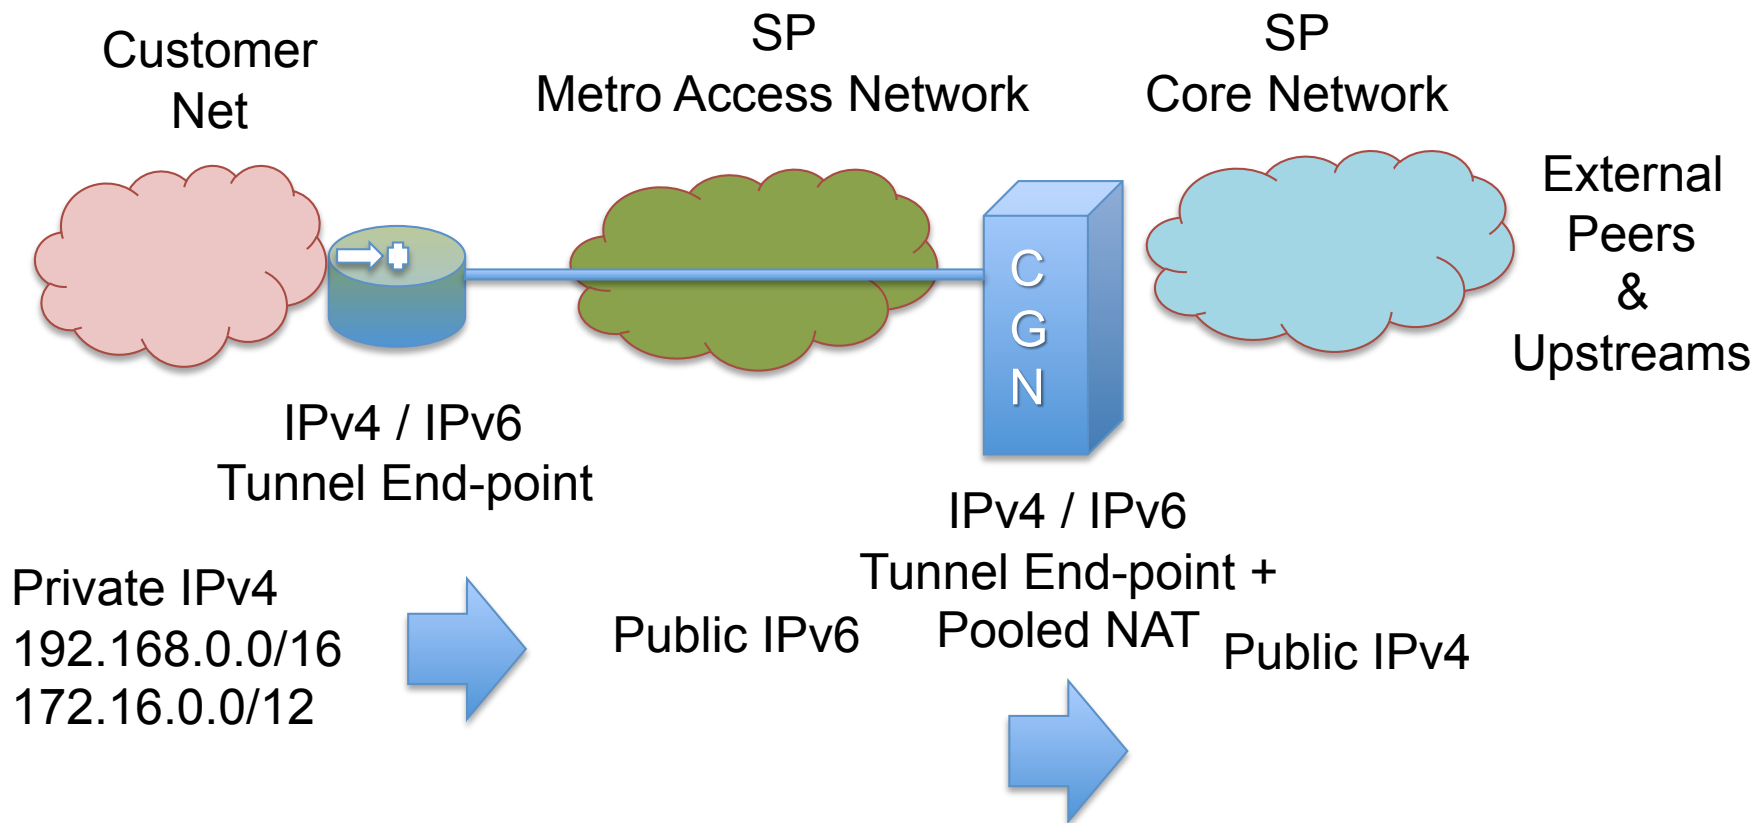 Customer
Net
SP
Metro Access Network
SP
Core Network
External
Peers
&
Upstreams
C
G
N
IPv4 / IPv6
Tunnel End-point
IPv4 / IPv6
Tunnel End-point +
Pooled NAT
Private IPv4
192.168.0.0/16
172.16.0.0/12
Public IPv6
Public IPv4